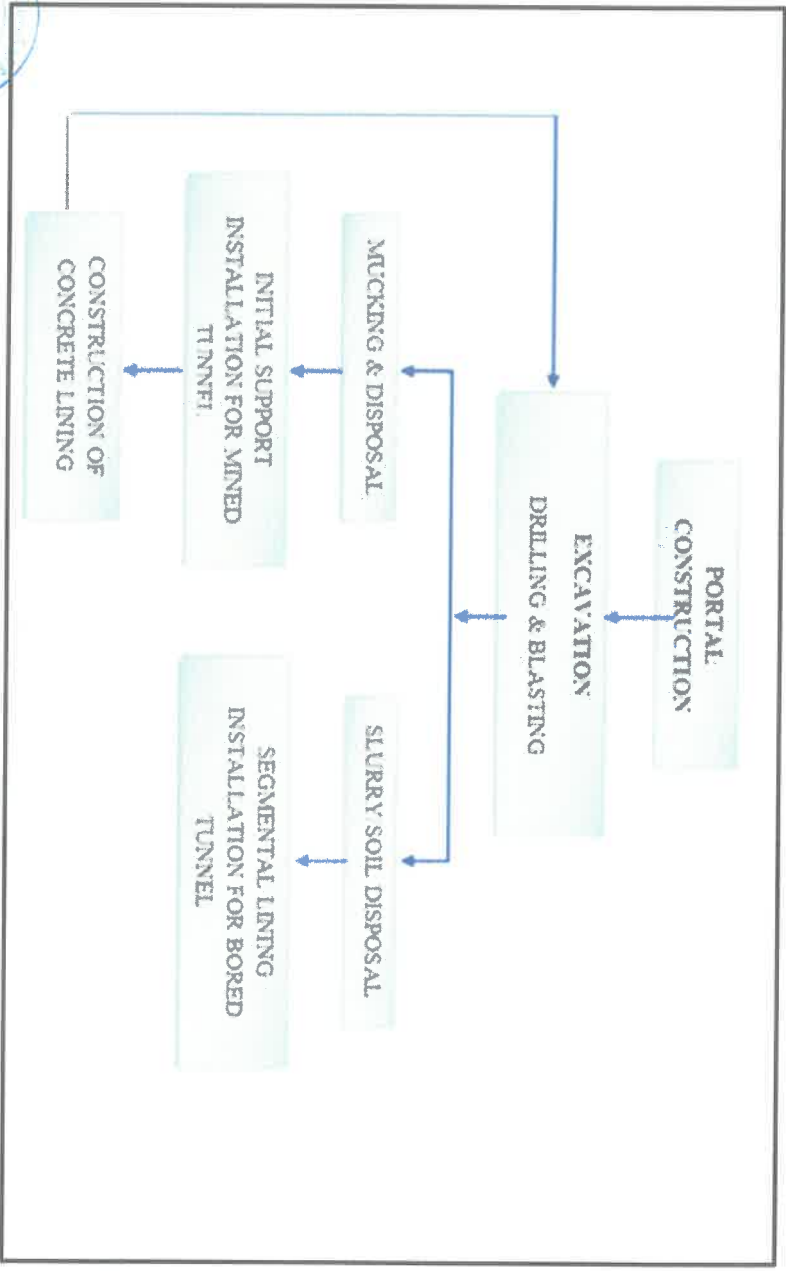 PORTAL
CONSTRUCTION
EXCAVATION
DRILLING & BLASTING
MUCKING & DISPOSAL
SLURRY/SOIL DISPOSAL
INITIAL SUPPORT
INSTALLATION FOR MINED
TUNNEL
SEGMENTAL LINING
INSTALLATION FOR BORED
TUNNEL
CONSTRUCTION OF
CONCRETE LINING